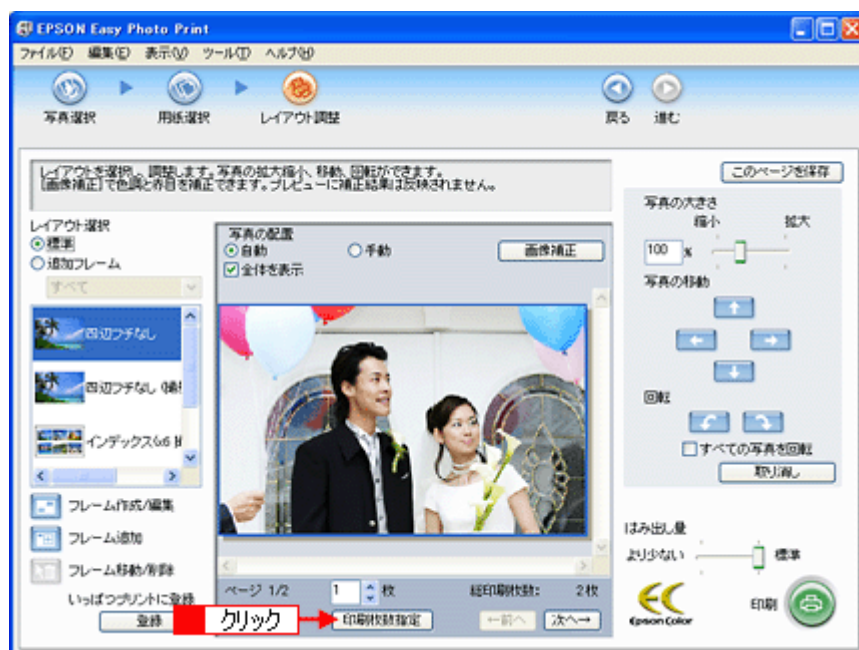 EPSON Easy Photo Print
ファイル(F) 編集(E) 表示(V) ツール(T) ヘルプ(H)
写真選択 用紙選択 レイアウト調整 戻る 進む
レイアウトを選択し、調整します。写真の拡大縮小、移動、回転ができます。
[画像補正]で色調と赤目を補正できます。プレビューに補正結果は反映されません。
このページを保存
レイアウト選択
標準
追加フレーム
すべて
四辺フチなし
四辺フチなし (撮
インデックス(x6 
フレーム作成/編集
フレーム追加
フレーム移動/削除
いっぱつプリントに登録
登録
写真の配置
自動 手動 画像補正
全体を表示
ページ 1/2 1 枚 総印刷枚数: 2枚
クリック 印刷枚数指定 ←前へ 次へ→
写真の大きさ
縮小 拡大
100 %
写真の移動
回転
すべての写真を回転
取り消し
はみ出し量
より少ない 標準
Epson Color 印刷